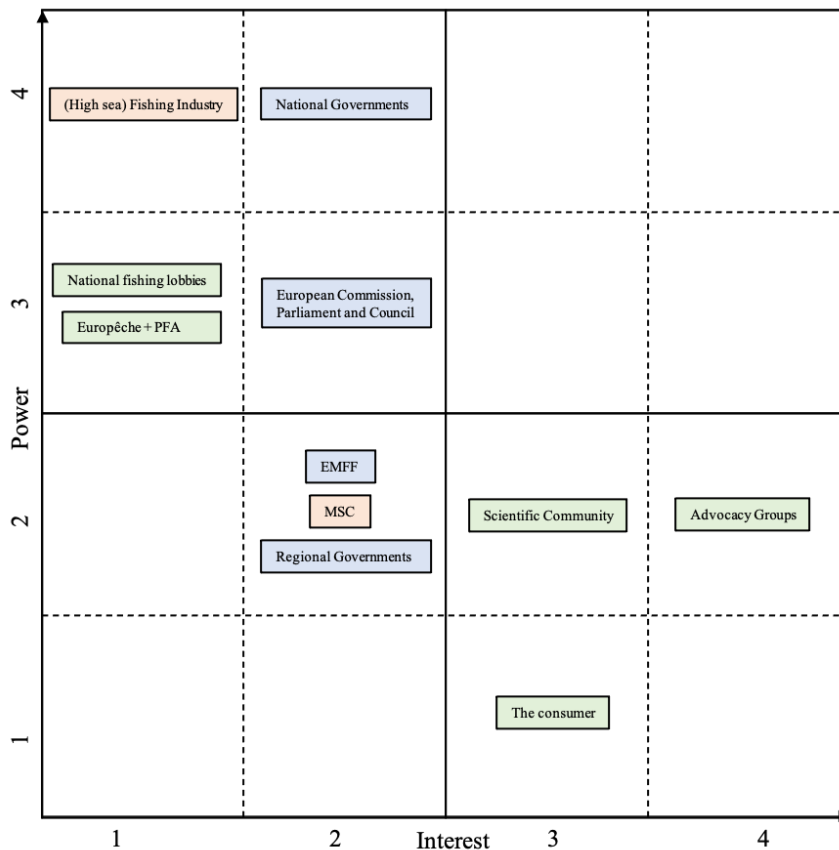 4
(High sea) Fishing Industry
National Governments
3
National fishing lobbies
Europêche + PFA
European Commission,
Parliament and Council
Power
2
EMFF
MSC
Regional Governments
Scientific Community
Advocacy Groups
1
The consumer
1
2
Interest
3
4